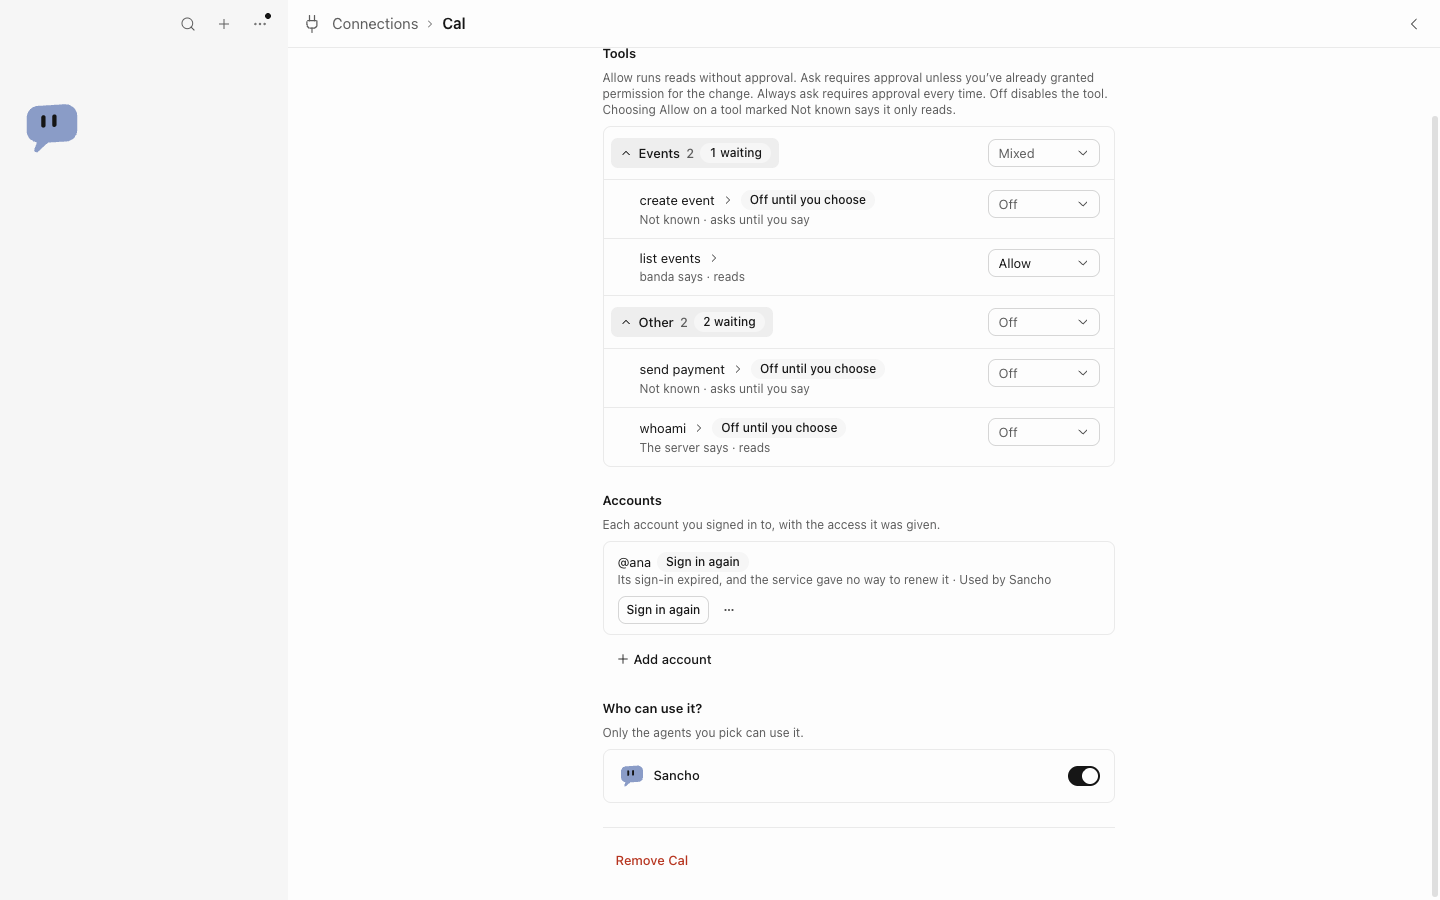 Connections > Cal
Tools
Allow runs reads without approval. Ask requires approval unless you've already granted
permission for the change. Always ask requires approval every time. Off disables the tool.
Choosing Allow on a tool marked Not known says it only reads.
Events 2 1 waiting Mixed
create event > Off until you choose Off
Not known · asks until you say
list events > Allow
banda says · reads
Other 2 2 waiting Off
send payment > Off until you choose Off
Not known · asks until you say
whoami > Off until you choose Off
The server says · reads
Accounts
Each account you signed in to, with the access it was given.
@ana Sign in again
Its sign-in expired, and the service gave no way to renew it · Used by Sancho
Sign in again ···
+ Add account
Who can use it?
Only the agents you pick can use it.
Sancho
Remove Cal